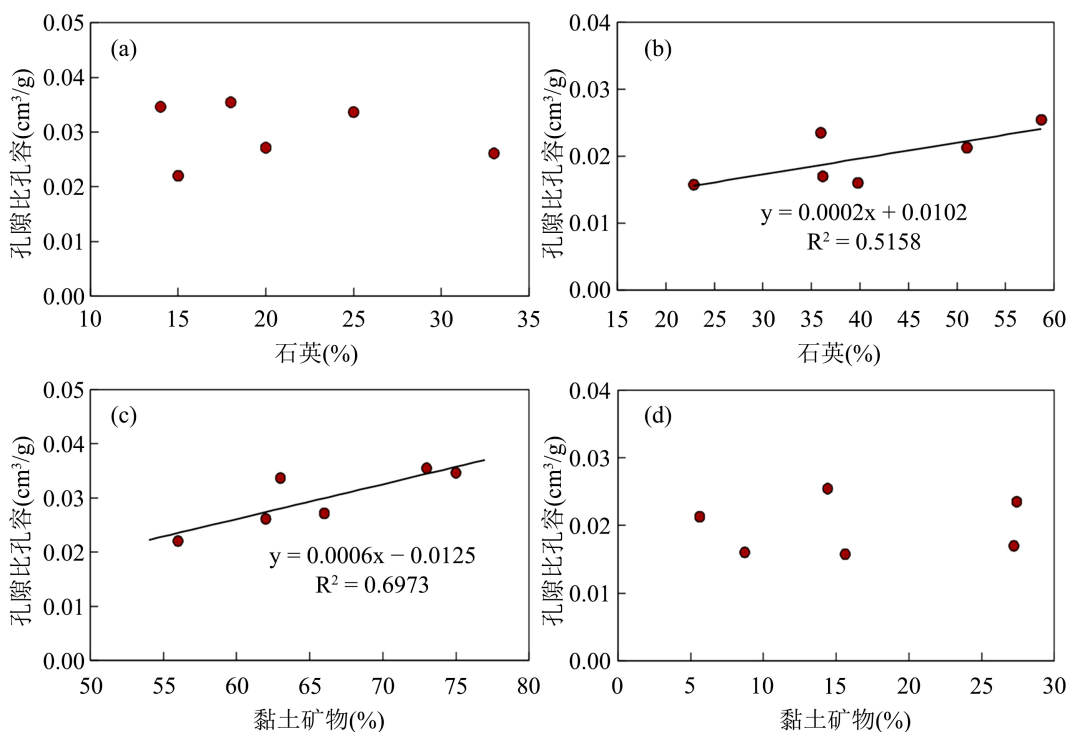 0.05
0.04
0.03
0.02
0.01
0.00
孔隙比孔容(cm³/g)
(a)
10 15 20 25 30 35
石英(%)
0.04
0.03
0.02
0.01
0.00
孔隙比孔容(cm³/g)
(b)
y = 0.0002x + 0.0102
R² = 0.5158
15 20 25 30 35 40 45 50 55 60
石英(%)
0.05
0.04
0.03
0.02
0.01
0.00
孔隙比孔容(cm³/g)
(c)
y = 0.0006x − 0.0125
R² = 0.6973
50 55 60 65 70 75 80
黏土矿物(%)
0.04
0.03
0.02
0.01
0.00
孔隙比孔容(cm³/g)
(d)
0 5 10 15 20 25 30
黏土矿物(%)